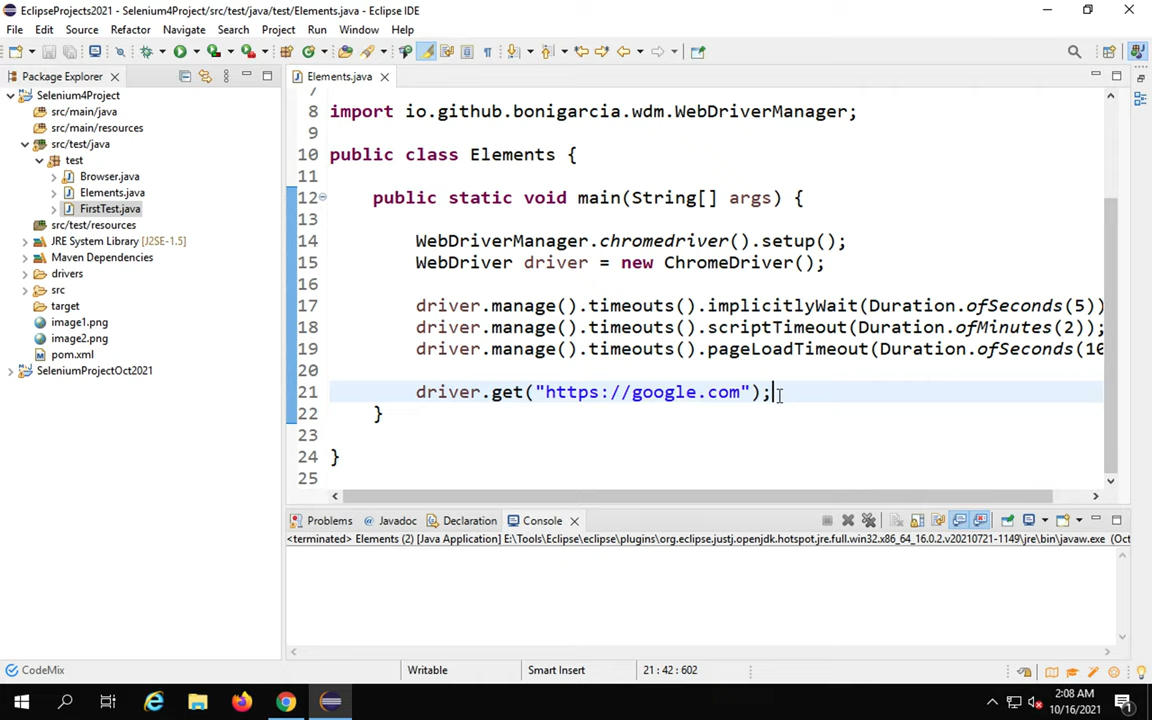 EclipseProjects2021 - Selenium4Project/src/test/java/test/Elements.java - Eclipse IDE
File Edit Source Refactor Navigate Search Project Run Window Help
Package Explorer
Selenium4Project
src/main/java
src/main/resources
src/test/java
test
Browser.java
Elements.java
FirstTest.java
src/test/resources
JRE System Library [J2SE-1.5]
Maven Dependencies
drivers
src
target
image1.png
image2.png
pom.xml
SeleniumProjectOct2021
Elements.java
7
8 import io.github.bonigarcia.wdm.WebDriverManager;
9
10 public class Elements {
11
12 public static void main(String[] args) {
13
14 WebDriverManager.chromedriver().setup();
15 WebDriver driver = new ChromeDriver();
16
17 driver.manage().timeouts().implicitlyWait(Duration.ofSeconds(5))
18 driver.manage().timeouts().scriptTimeout(Duration.ofMinutes(2));
19 driver.manage().timeouts().pageLoadTimeout(Duration.ofSeconds(10
20
21 driver.get("https://google.com");
22 }
23
24 }
25
Problems Javadoc Declaration Console
<terminated> Elements (2) [Java Application] E:\Tools\Eclipse\eclipse\plugins\org.eclipse.justj.openjdk.hotspot.jre.full.win32.x86_64_16.0.2.v20210721-1149\jre\bin\javaw.exe (Oct
CodeMix
Writable
Smart Insert
21 : 42 : 602
2:08 AM
10/16/2021
1